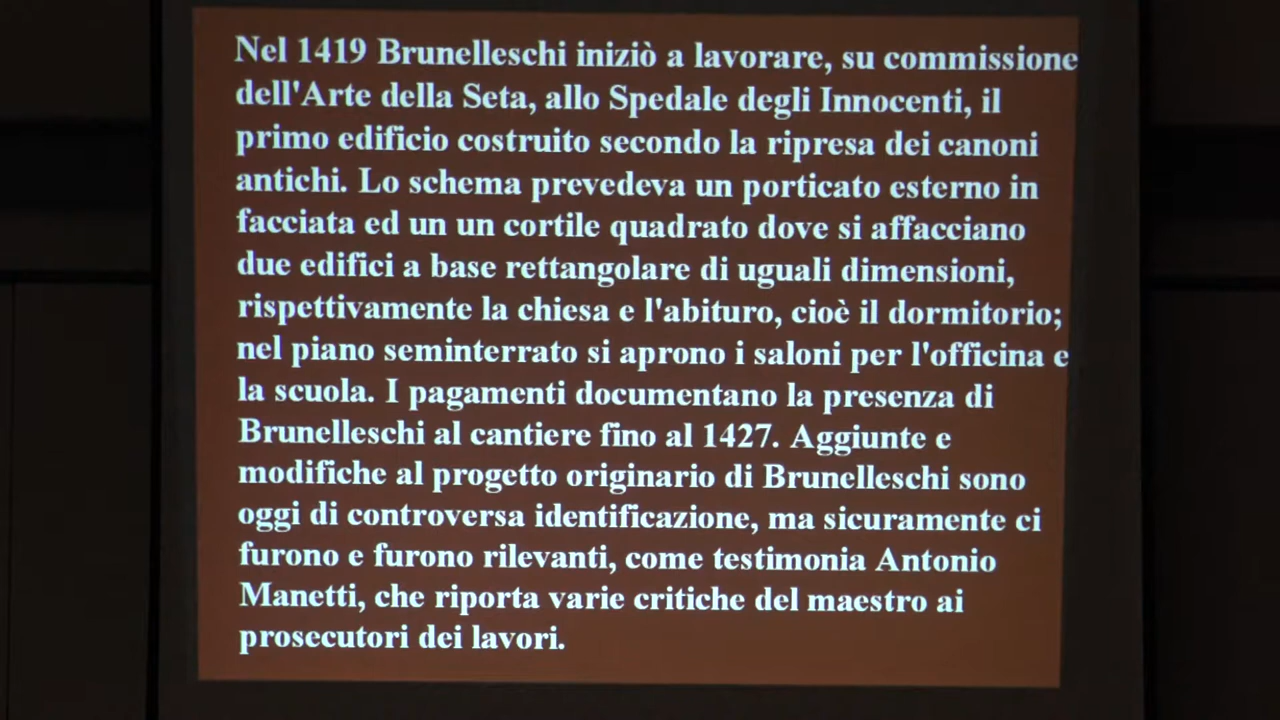 Nel 1419 Brunelleschi iniziò a lavorare, su commissione
dell'Arte della Seta, allo Spedale degli Innocenti, il
primo edificio costruito secondo la ripresa dei canoni
antichi. Lo schema prevedeva un porticato esterno in
facciata ed un un cortile quadrato dove si affacciano
due edifici a base rettangolare di uguali dimensioni,
rispettivamente la chiesa e l'abituro, cioè il dormitorio;
nel piano seminterrato si aprono i saloni per l'officina e
la scuola. I pagamenti documentano la presenza di
Brunelleschi al cantiere fino al 1427. Aggiunte e
modifiche al progetto originario di Brunelleschi sono
oggi di controversa identificazione, ma sicuramente ci
furono e furono rilevanti, come testimonia Antonio
Manetti, che riporta varie critiche del maestro ai
prosecutori dei lavori.